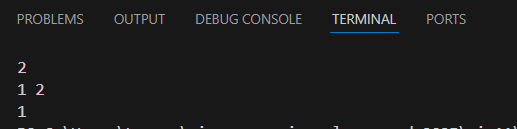 PROBLEMS OUTPUT DEBUG CONSOLE TERMINAL PORTS
2
1 2
1